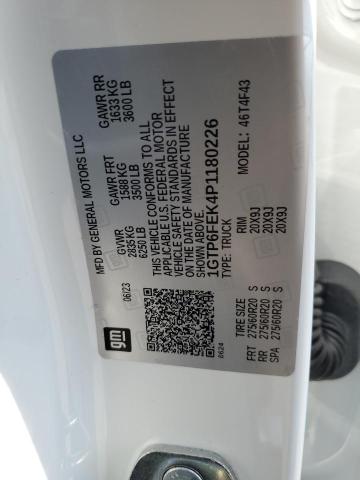 gm
MFD BY GENERAL MOTORS LLC
06/23
GVWR
2835 KG
6250 LB
GAWR FRT
1588 KG
3500 LB
GAWR RR
1633 KG
3600 LB
THIS VEHICLE CONFORMS TO ALL
APPLICABLE U.S. FEDERAL MOTOR
VEHICLE SAFETY STANDARDS IN EFFECT
ON THE DATE OF MANUFACTURE
1GTP6FEK4P1180226
TYPE: TRUCK
MODEL: 46T4F43
8624
TIRE SIZE RIM
FRT 275/60R20 S 20X9J
RR 275/60R20 S 20X9J
SPA 275/60R20 S 20X9J